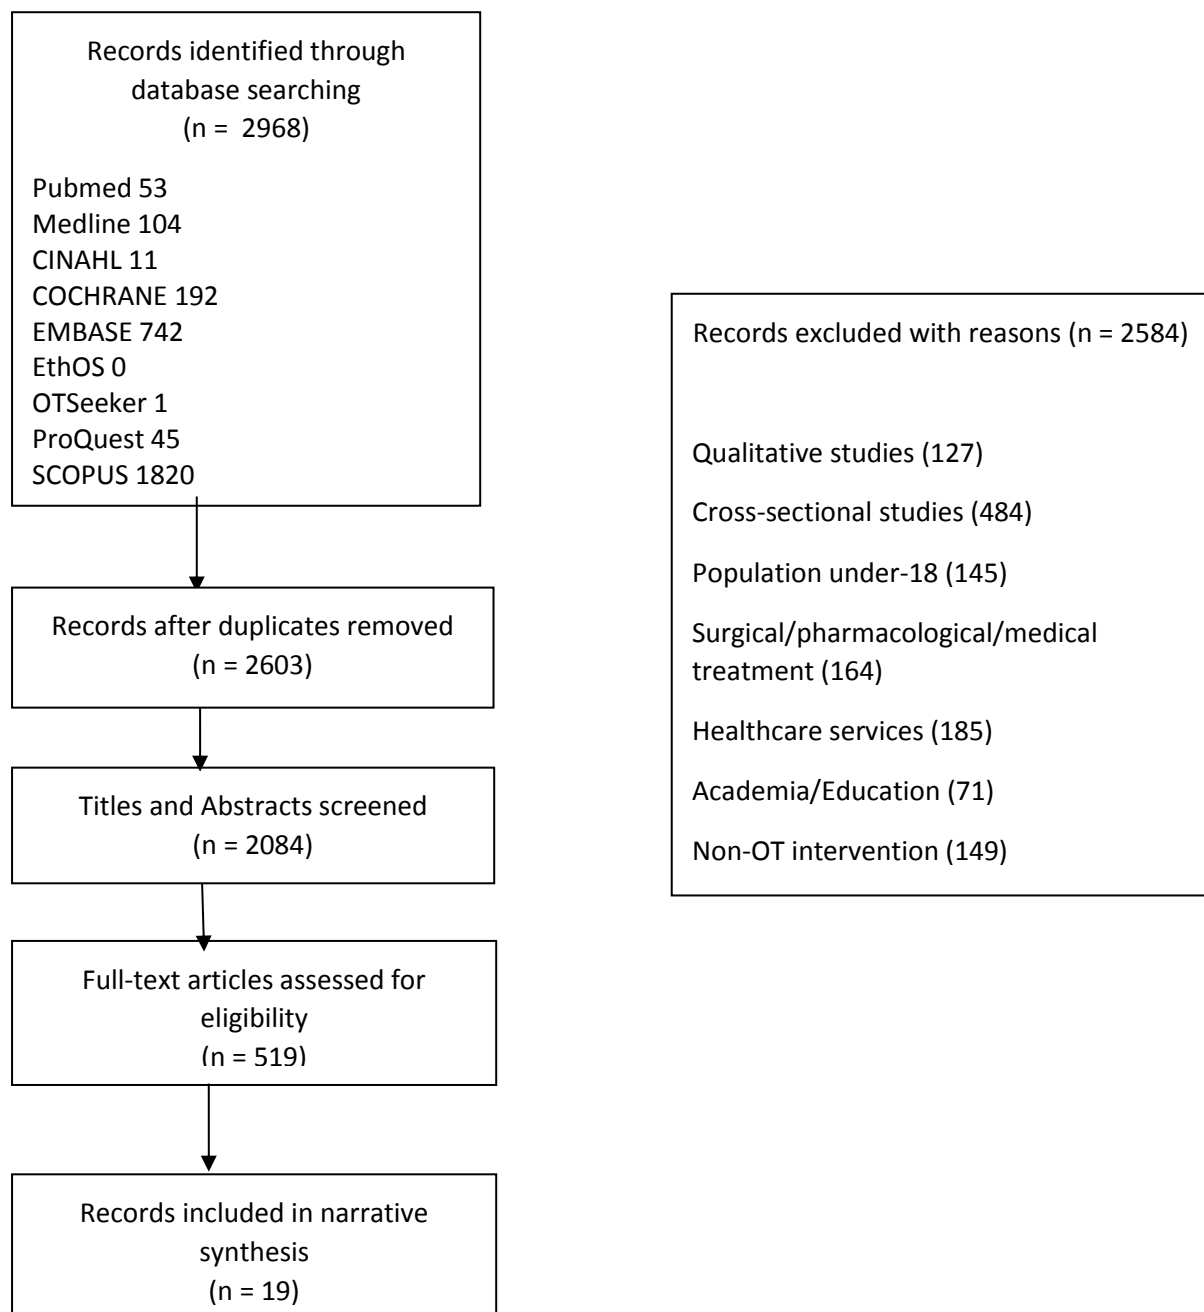 Records identified through
database searching
(n =  2968)
Pubmed 53
Medline 104
CINAHL 11
COCHRANE 192
EMBASE 742
EthOS 0
OTSeeker 1
ProQuest 45
SCOPUS 1820
Records after duplicates removed
(n = 2603)
Titles and Abstracts screened
(n = 2084)
Full-text articles assessed for
eligibility
(n = 519)
Records included in narrative
synthesis
(n = 19)
Records excluded with reasons (n = 2584)
Qualitative studies (127)
Cross-sectional studies (484)
Population under-18 (145)
Surgical/pharmacological/medical
treatment (164)
Healthcare services (185)
Academia/Education (71)
Non-OT intervention (149)